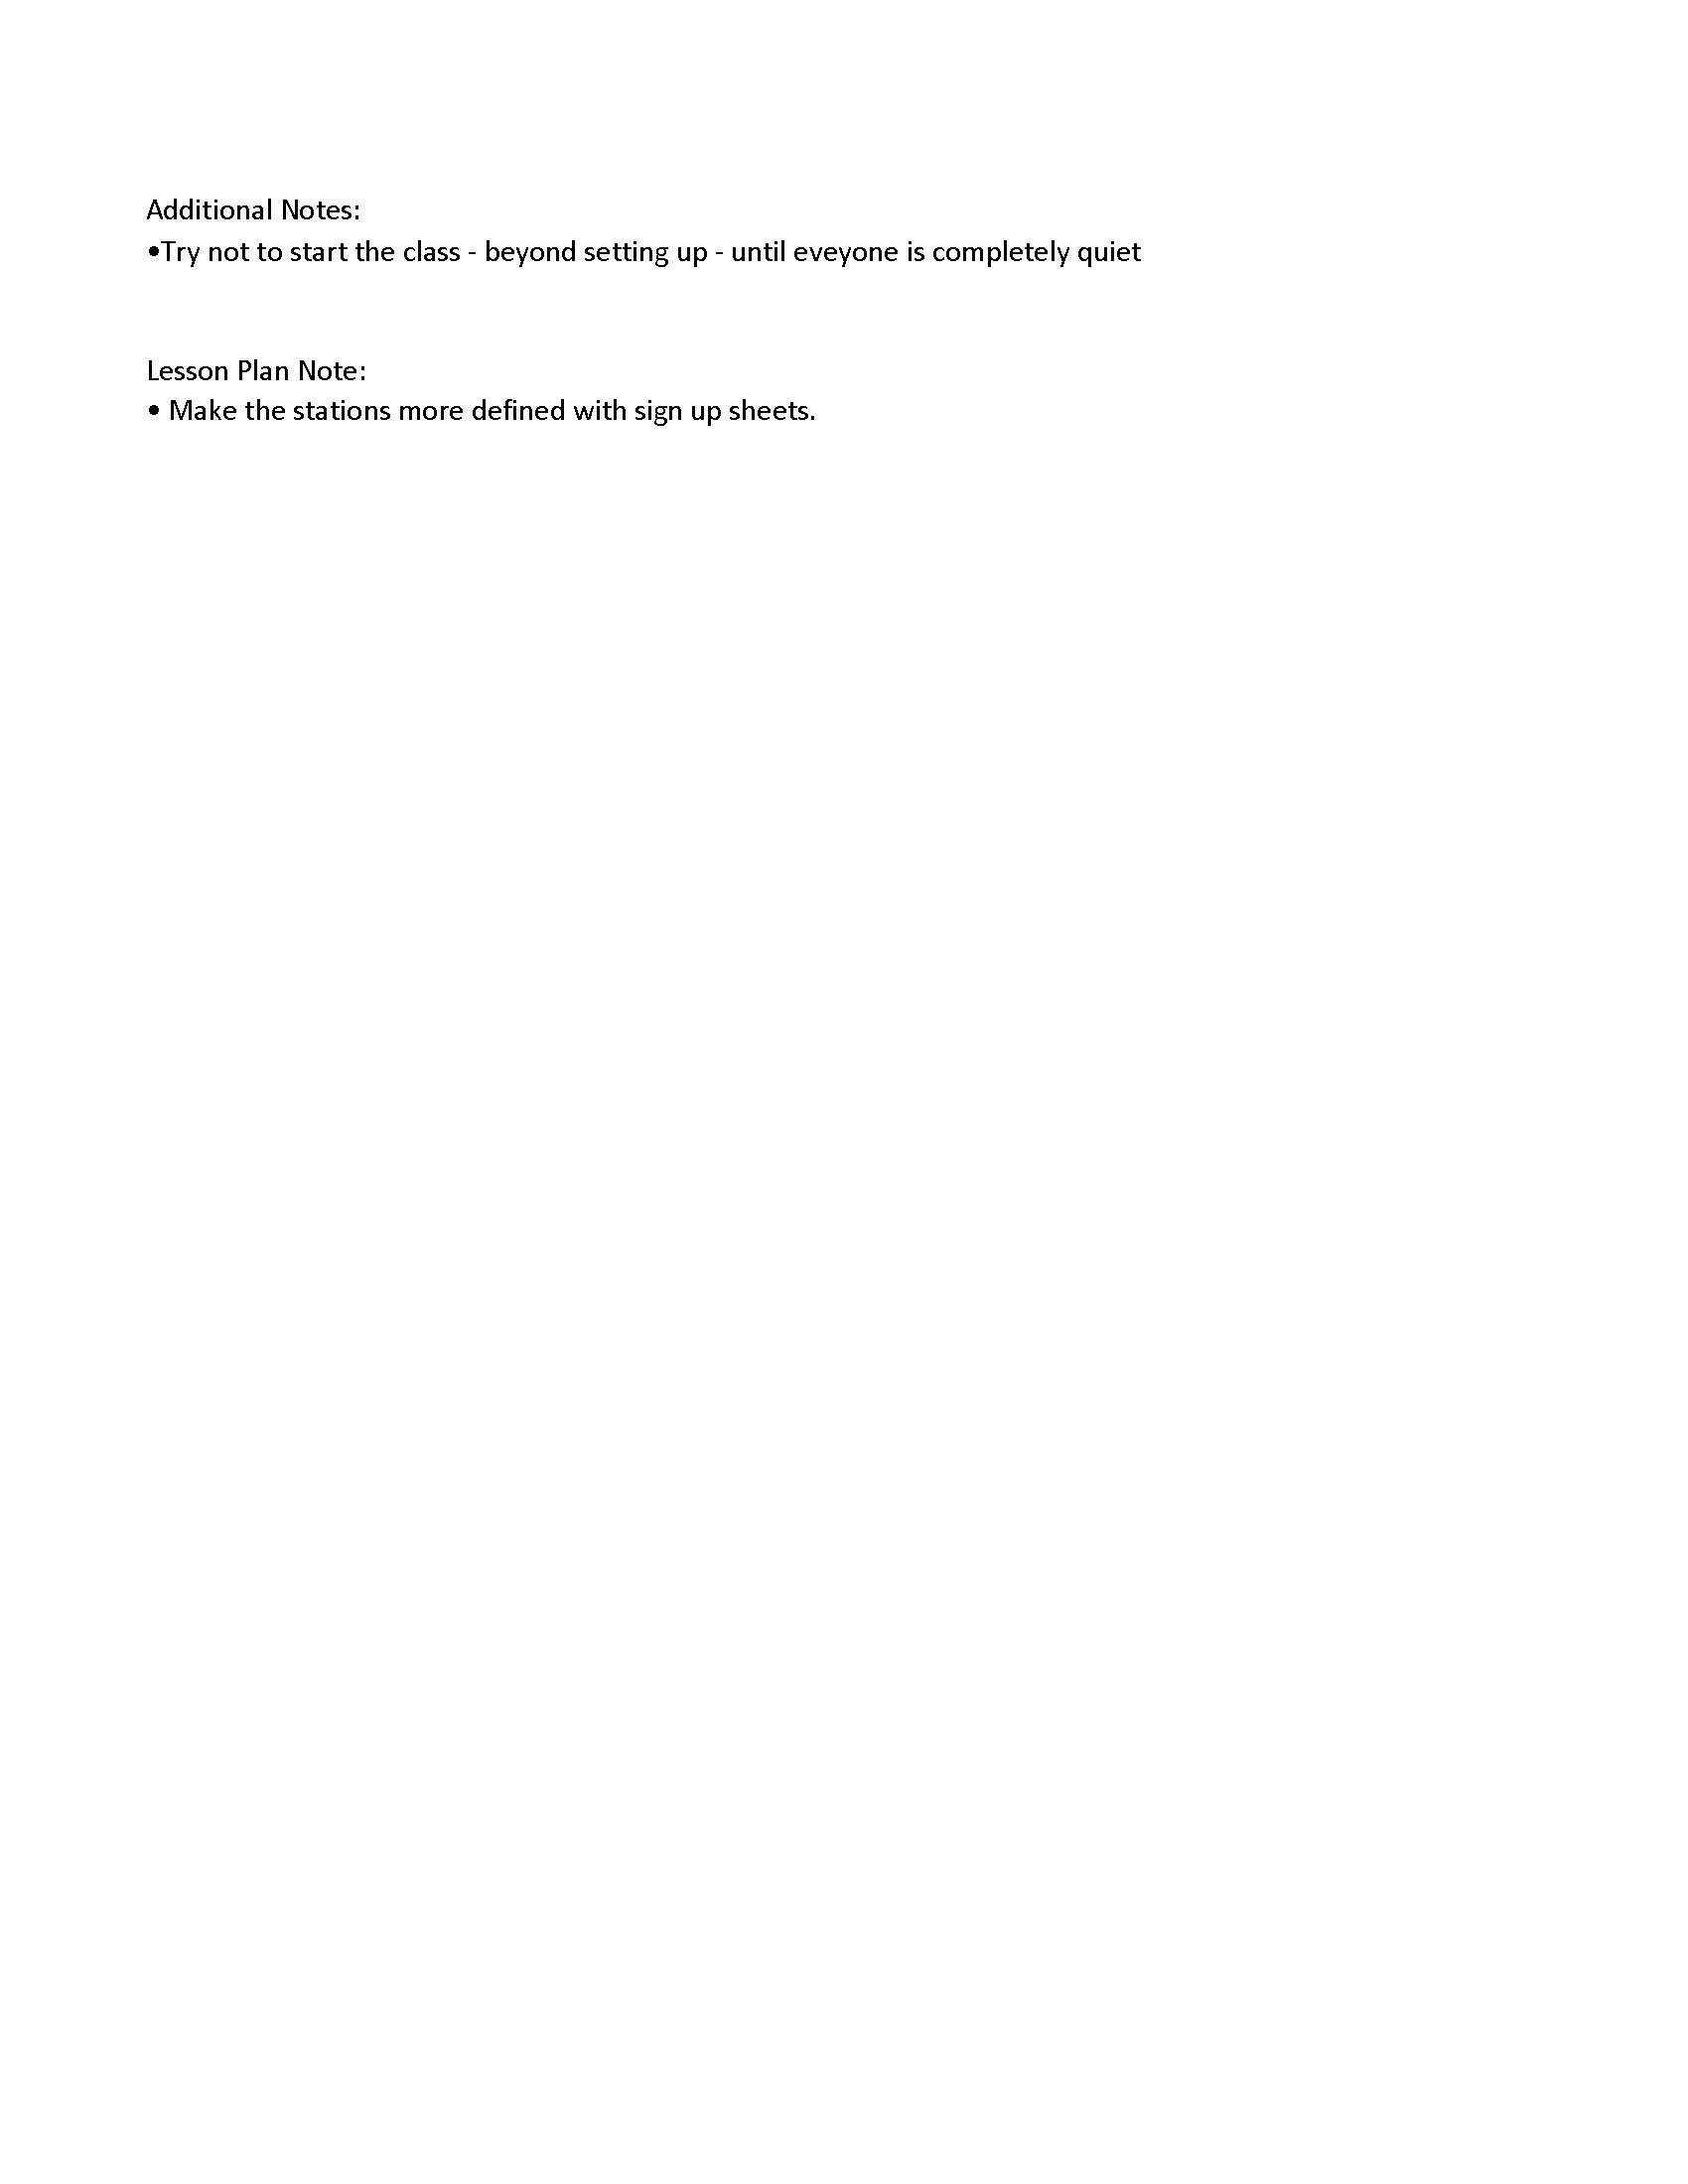 Additional Notes:
•Try not to start the class - beyond setting up - until eveyone is completely quiet
Lesson Plan Note:
• Make the stations more defined with sign up sheets.